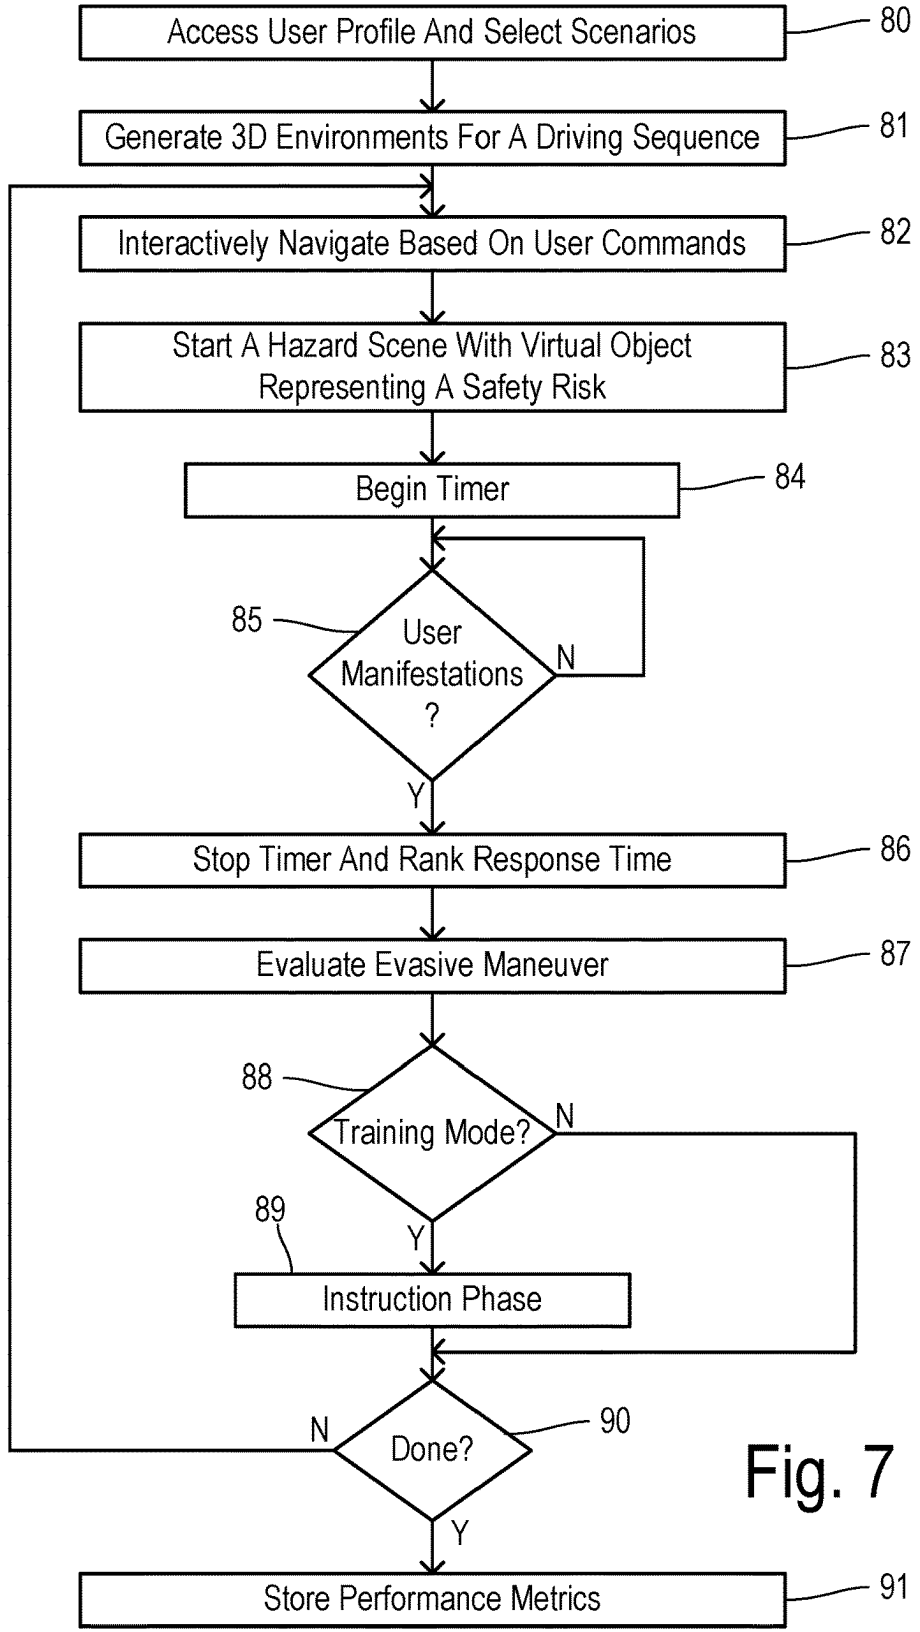 Access User Profile And Select Scenarios
80
Generate 3D Environments For A Driving Sequence
81
Interactively Navigate Based On User Commands
82
Start A Hazard Scene With Virtual Object
Representing A Safety Risk
83
Begin Timer
84
85
User
Manifestations
?
N
Y
Stop Timer And Rank Response Time
86
Evaluate Evasive Maneuver
87
88
Training Mode?
N
Y
89
Instruction Phase
N
Done?
90
Y
Fig. 7
Store Performance Metrics
91